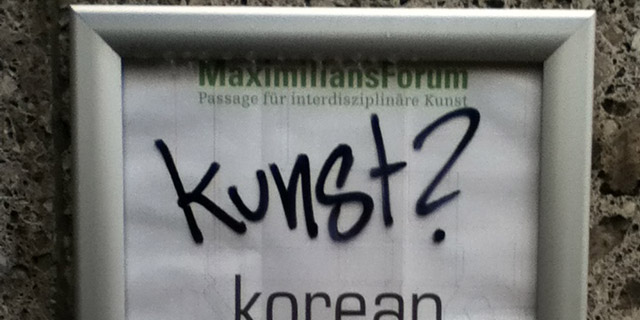 MaximiliansForum
Passage für interdisziplinäre Kunst
kunst?
korean